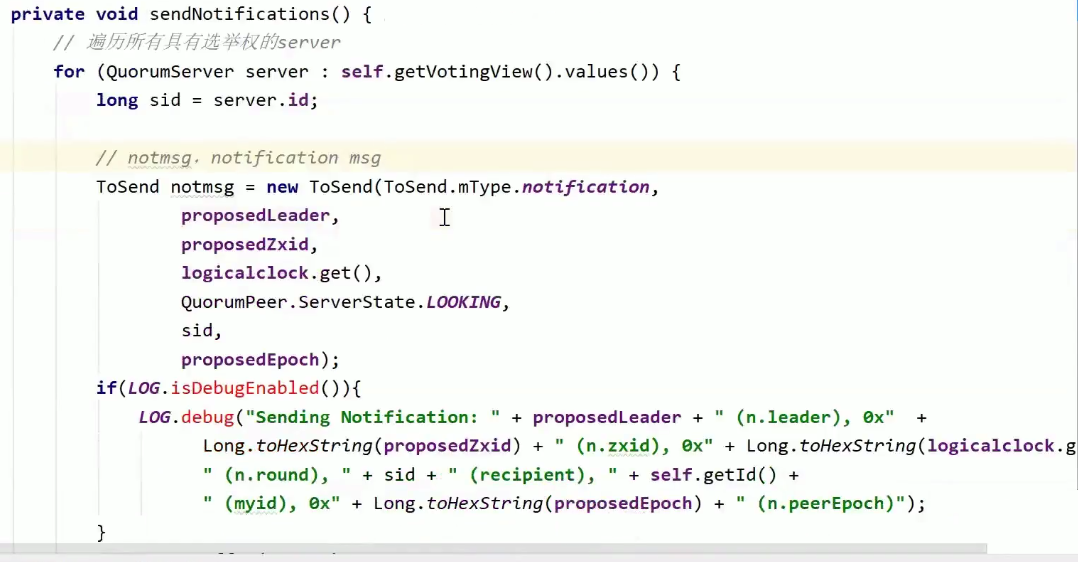 private void sendNotifications() {
// 遍历所有具有选举权的server
for (QuorumServer server : self.getVotingView().values()) {
long sid = server.id;
// notmsg, notification msg
ToSend notmsg = new ToSend(ToSend.mType.notification,
proposedLeader,
proposedZxid,
logicalclock.get(),
QuorumPeer.ServerState.LOOKING,
sid,
proposedEpoch);
if(LOG.isDebugEnabled()){
LOG.debug("Sending Notification: " + proposedLeader + " (n.leader), 0x" +
Long.toHexString(proposedZxid) + " (n.zxid), 0x" + Long.toHexString(logicalclock.g
" (n.round), " + sid + " (recipient), " + self.getId() +
" (myid), 0x" + Long.toHexString(proposedEpoch) + " (n.peerEpoch)");
}